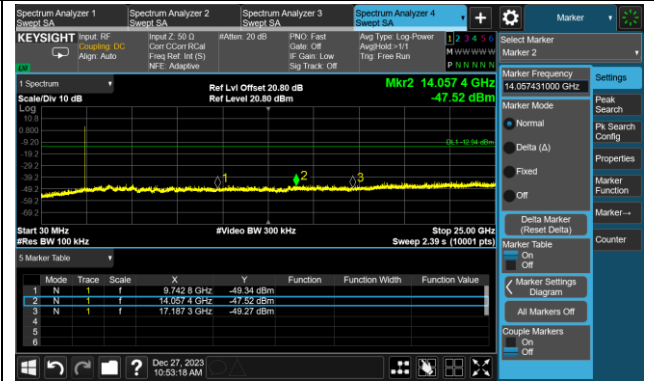 Spectrum Analyzer 1
Swept SA
Spectrum Analyzer 2
Swept SA
Spectrum Analyzer 3
Swept SA
Spectrum Analyzer 4
Swept SA
+
Marker
KEYSIGHT
Input: RF
Coupling: DC
Align: Auto
Input Z: 50 Ω
Corr CCorr RCal
Freq Ref: Int (S)
NFE: Adaptive
#Atten: 20 dB
PNO: Fast
Gate: Off
IF Gain: Low
Sig Track: Off
Avg Type: Log-Power
Avg|Hold:>1/1
Trig: Free Run
1 2 3 4 5 6
M W W W W W
P N N N N N
LXI
Select Marker
Marker 2
1 Spectrum
Scale/Div 10 dB
Log
Ref Lvl Offset 20.80 dB
Ref Level 20.80 dBm
Mkr2 14.057 4 GHz
-47.52 dBm
10.8
0.800
-9.20
-19.2
-29.2
-39.2
-49.2
-59.2
-69.2
DL1 -12.94 dBm
1
2
3
Start 30 MHz
#Res BW 100 kHz
#Video BW 300 kHz
Stop 25.00 GHz
Sweep 2.39 s (10001 pts)
5 Marker Table
Mode Trace Scale X Y Function Function Width Function Value
1 N 1 f 9.742 8 GHz -49.34 dBm
2 N 1 f 14.057 4 GHz -47.52 dBm
3 N 1 f 17.187 3 GHz -49.27 dBm
4
5
6
Marker Frequency
14.057431000 GHz
Marker Mode
Normal
Delta (Δ)
Fixed
Off
Delta Marker
(Reset Delta)
Marker Table
On
Off
Marker Settings
Diagram
All Markers Off
Couple Markers
On
Off
Settings
Peak
Search
Pk Search
Config
Properties
Marker
Function
Marker→
Counter
?
Dec 27, 2023
10:53:18 AM